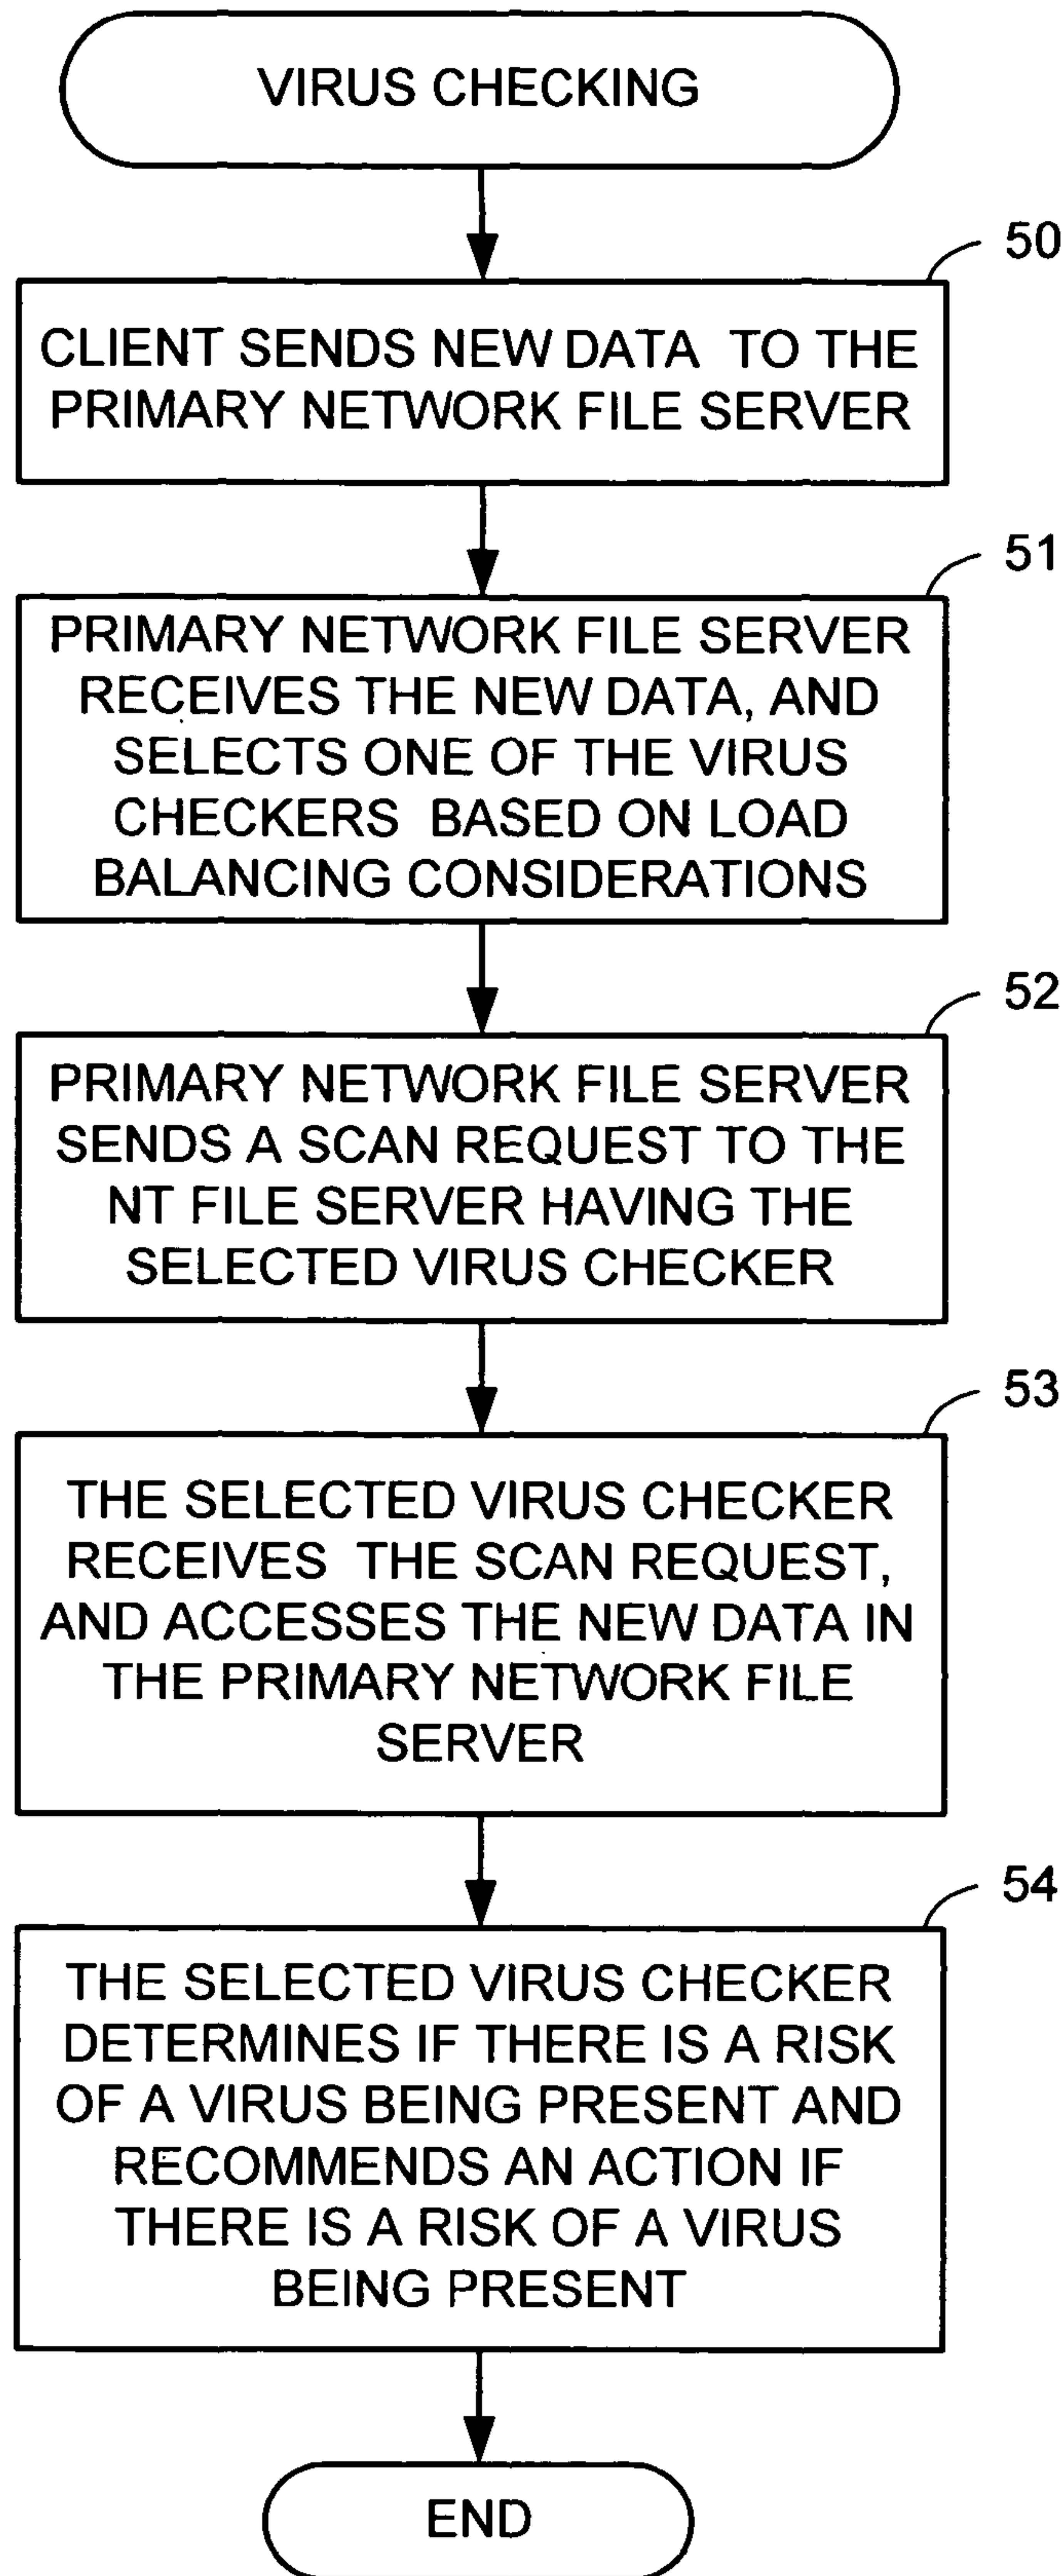 VIRUS CHECKING
50
CLIENT SENDS NEW DATA TO THE
PRIMARY NETWORK FILE SERVER
51
PRIMARY NETWORK FILE SERVER
RECEIVES THE NEW DATA, AND
SELECTS ONE OF THE VIRUS
CHECKERS BASED ON LOAD
BALANCING CONSIDERATIONS
52
PRIMARY NETWORK FILE SERVER
SENDS A SCAN REQUEST TO THE
NT FILE SERVER HAVING THE
SELECTED VIRUS CHECKER
53
THE SELECTED VIRUS CHECKER
RECEIVES THE SCAN REQUEST,
AND ACCESSES THE NEW DATA IN
THE PRIMARY NETWORK FILE
SERVER
54
THE SELECTED VIRUS CHECKER
DETERMINES IF THERE IS A RISK
OF A VIRUS BEING PRESENT AND
RECOMMENDS AN ACTION IF
THERE IS A RISK OF A VIRUS
BEING PRESENT
END